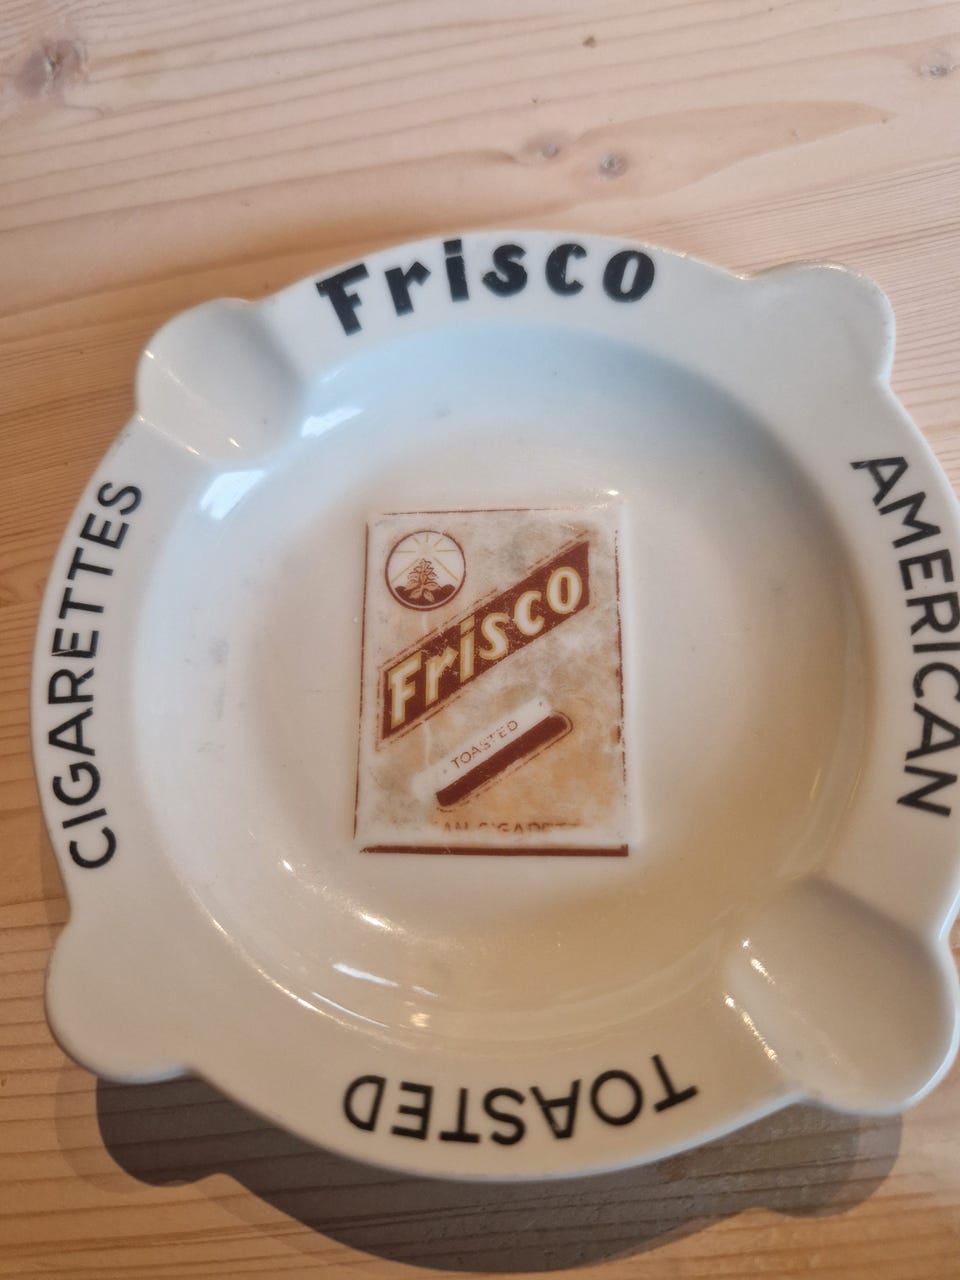 Frisco
AMERICAN
TOASTED
CIGARETTES
Frisco
TOASTED